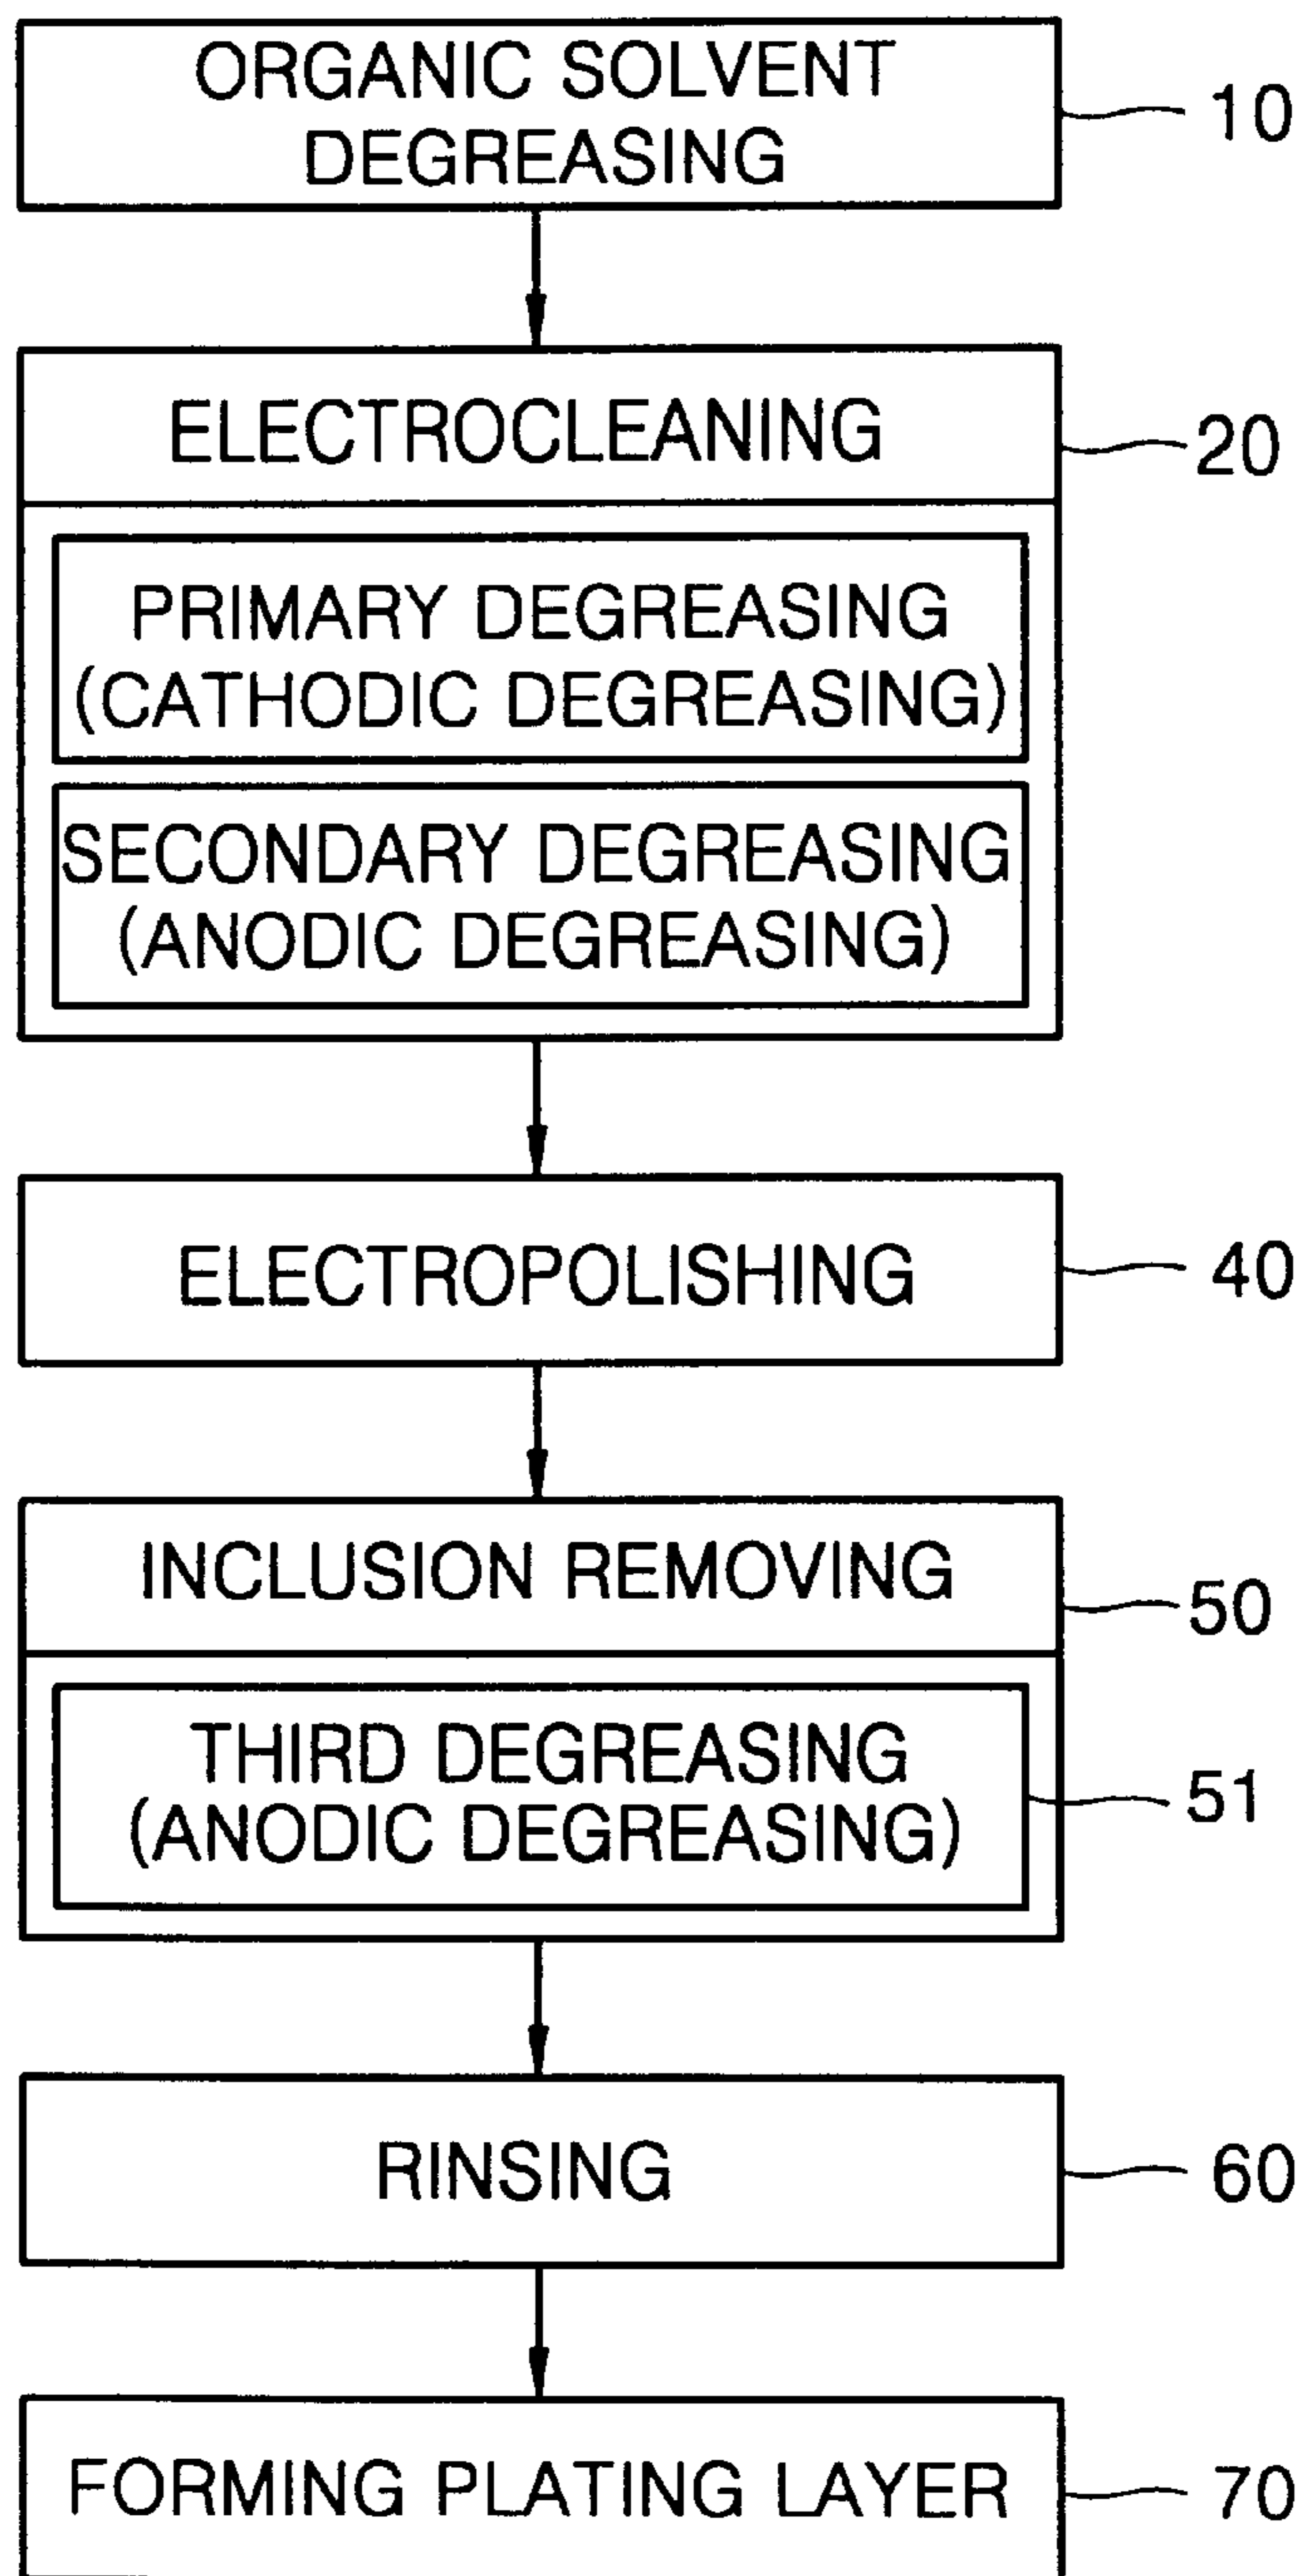 ORGANIC SOLVENT
DEGREASING
10
ELECTROCLEANING
20
PRIMARY DEGREASING
(CATHODIC DEGREASING)
SECONDARY DEGREASING
(ANODIC DEGREASING)
ELECTROPOLISHING
40
INCLUSION REMOVING
50
THIRD DEGREASING
(ANODIC DEGREASING)
51
RINSING
60
FORMING PLATING LAYER
70